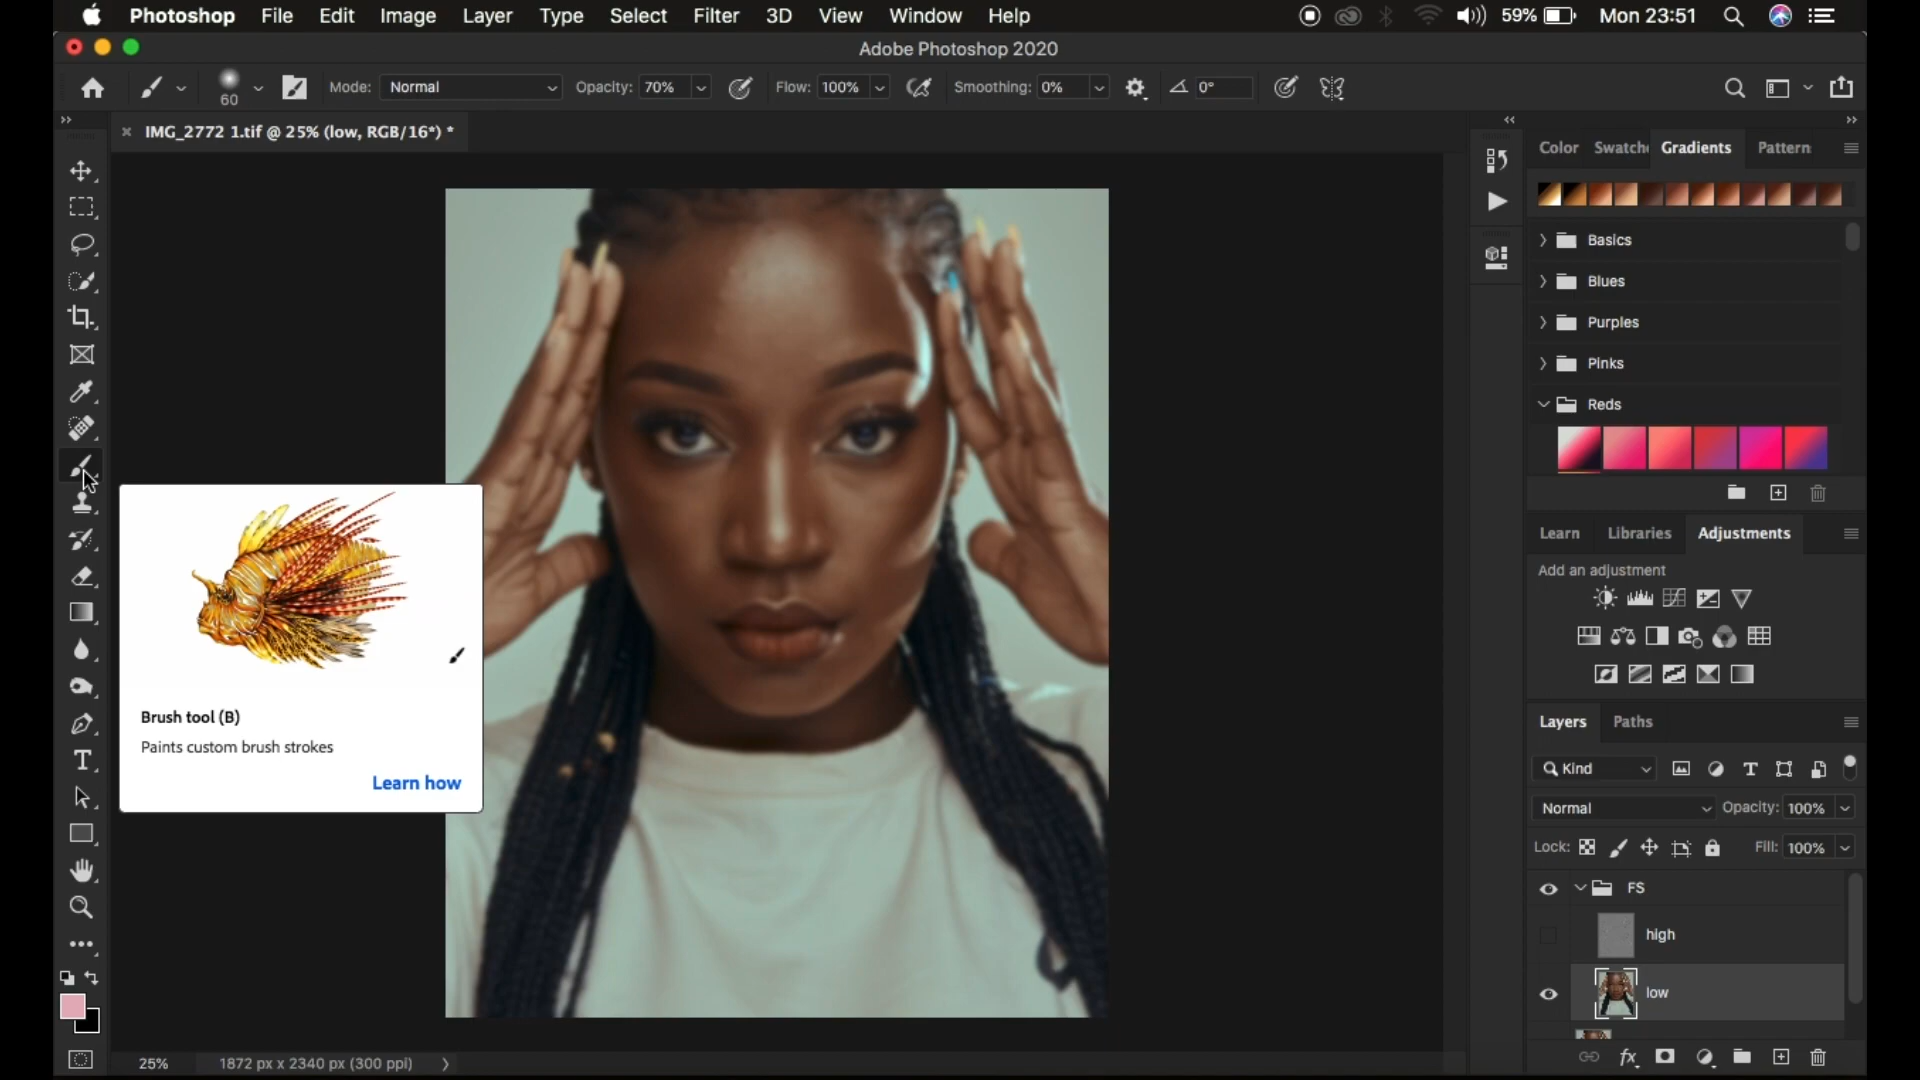 Photoshop File Edit Image Layer Type Select Filter 3D View Window Help 59% Mon 23:51
Adobe Photoshop 2020
60 Mode: Normal Opacity: 70% Flow: 100% Smoothing: 0% 0°
IMG_2772 1.tif @ 25% (low, RGB/16*) *
Color Swatche Gradients Pattern
Basics
Blues
Purples
Pinks
Reds
Learn Libraries Adjustments
Add an adjustment
Brush tool (B)
Paints custom brush strokes
Learn how
Layers Paths
Kind
Normal Opacity: 100%
Lock: Fill: 100%
FS
high
low
25% 1872 px x 2340 px (300 ppi)